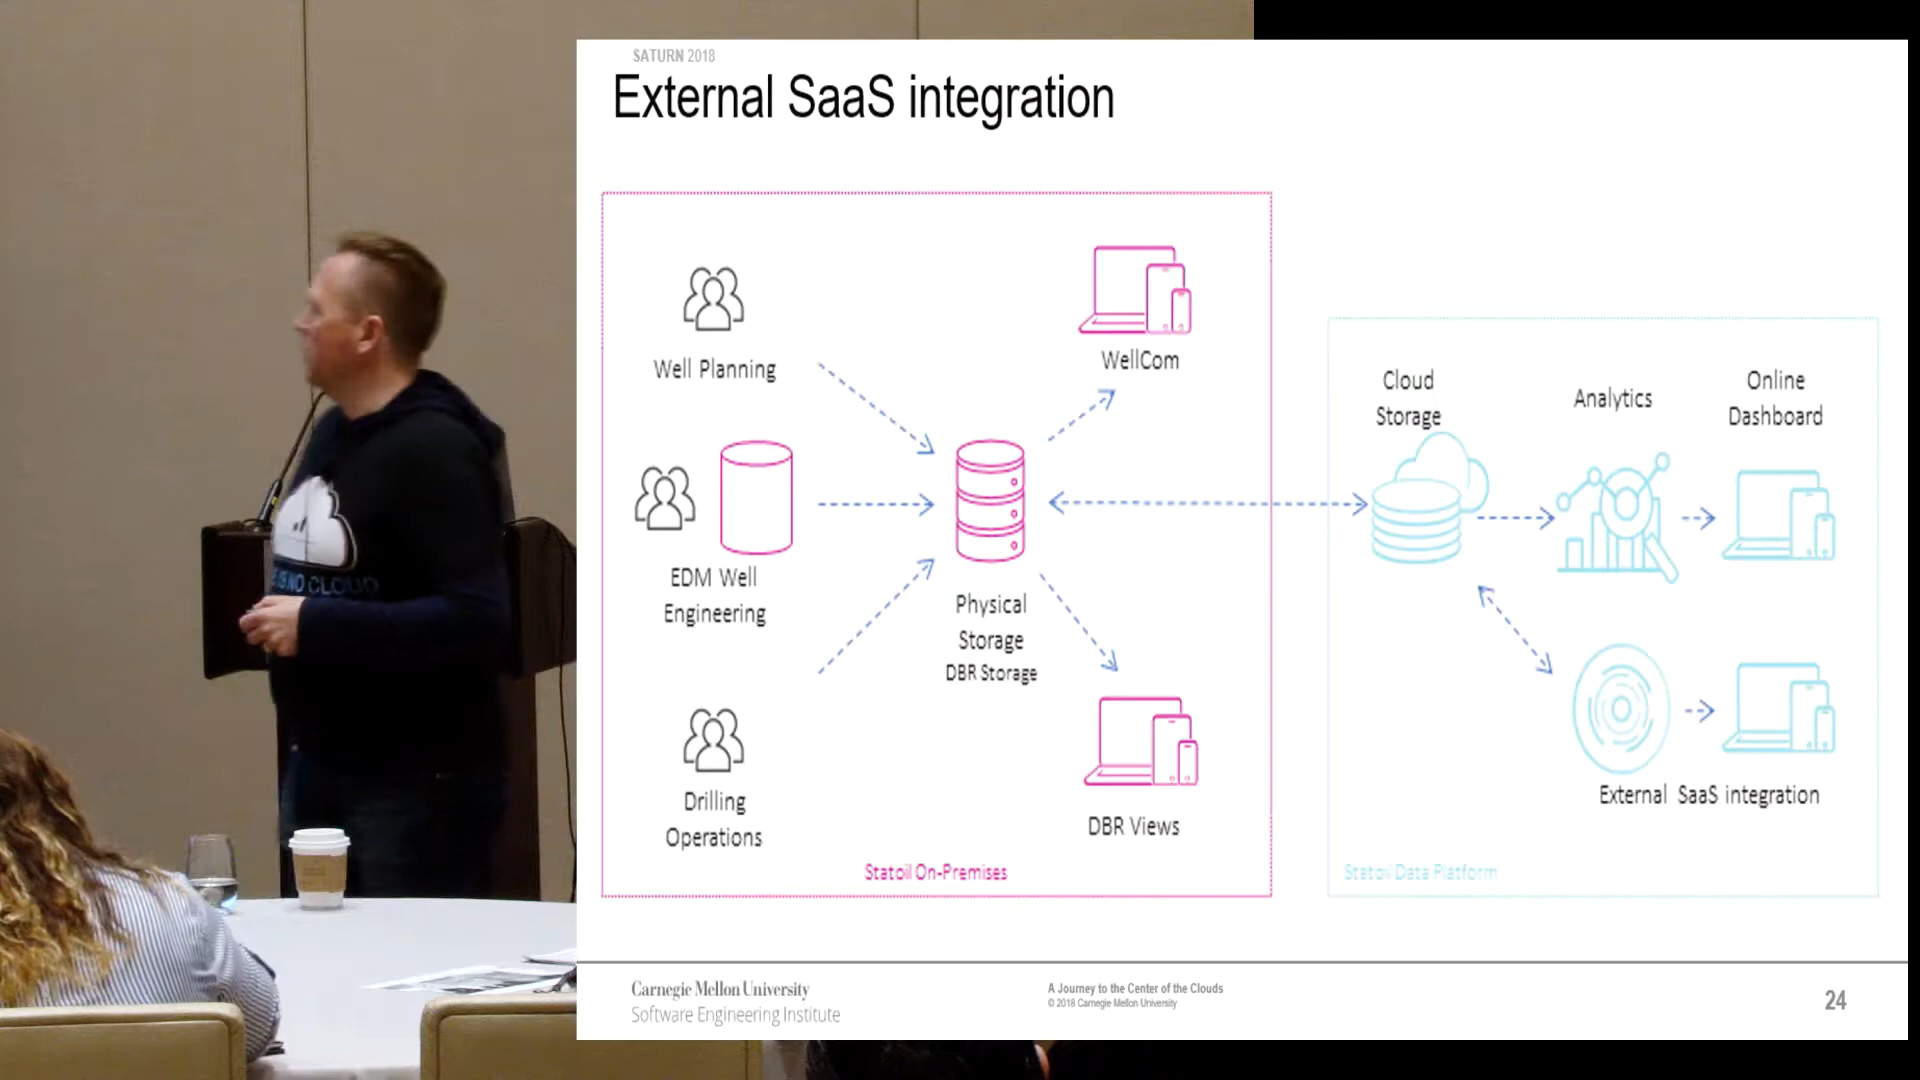 SATURN 2018
External SaaS integration
WellCom
Well Planning
Cloud
Storage
Analytics
Online
Dashboard
EDM Well
Engineering
Physical
Storage
DBR Storage
Drilling
Operations
DBR Views
External SaaS integration
Statoil On-Premises
Statoil Data Platform
NO CLOUD
Carnegie Mellon University
Software Engineering Institute
A Journey to the Center of the Clouds
© 2018 Carnegie Mellon University
24